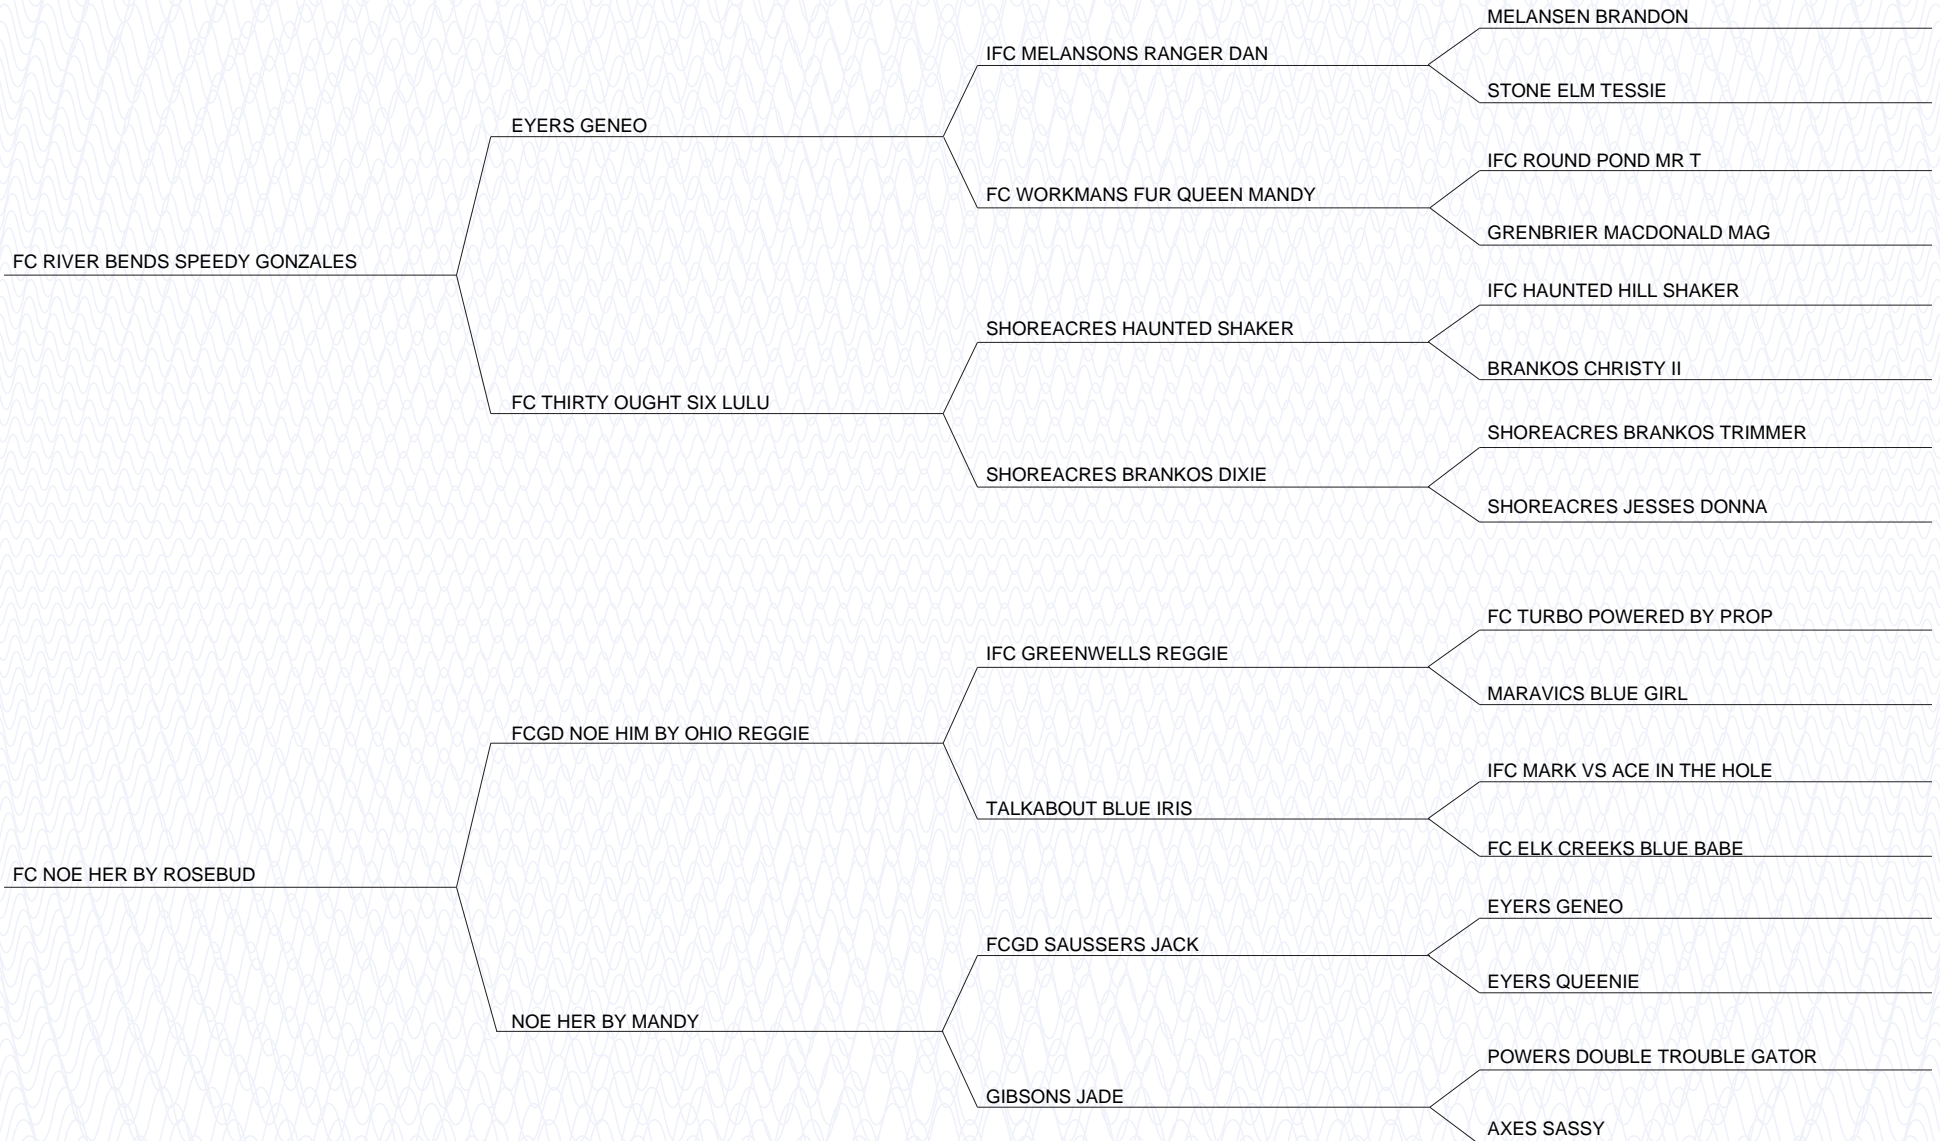 MELANSEN BRANDON
IFC MELANSONS RANGER DAN
STONE ELM TESSIE
EYERS GENEO
IFC ROUND POND MR T
FC WORKMANS FUR QUEEN MANDY
GRENBRIER MACDONALD MAG
FC RIVER BENDS SPEEDY GONZALES
IFC HAUNTED HILL SHAKER
SHOREACRES HAUNTED SHAKER
BRANKOS CHRISTY II
FC THIRTY OUGHT SIX LULU
SHOREACRES BRANKOS TRIMMER
SHOREACRES BRANKOS DIXIE
SHOREACRES JESSES DONNA
FC TURBO POWERED BY PROP
IFC GREENWELLS REGGIE
MARAVICS BLUE GIRL
FCGD NOE HIM BY OHIO REGGIE
IFC MARK VS ACE IN THE HOLE
TALKABOUT BLUE IRIS
FC ELK CREEKS BLUE BABE
FC NOE HER BY ROSEBUD
EYERS GENEO
FCGD SAUSSERS JACK
EYERS QUEENIE
NOE HER BY MANDY
POWERS DOUBLE TROUBLE GATOR
GIBSONS JADE
AXES SASSY